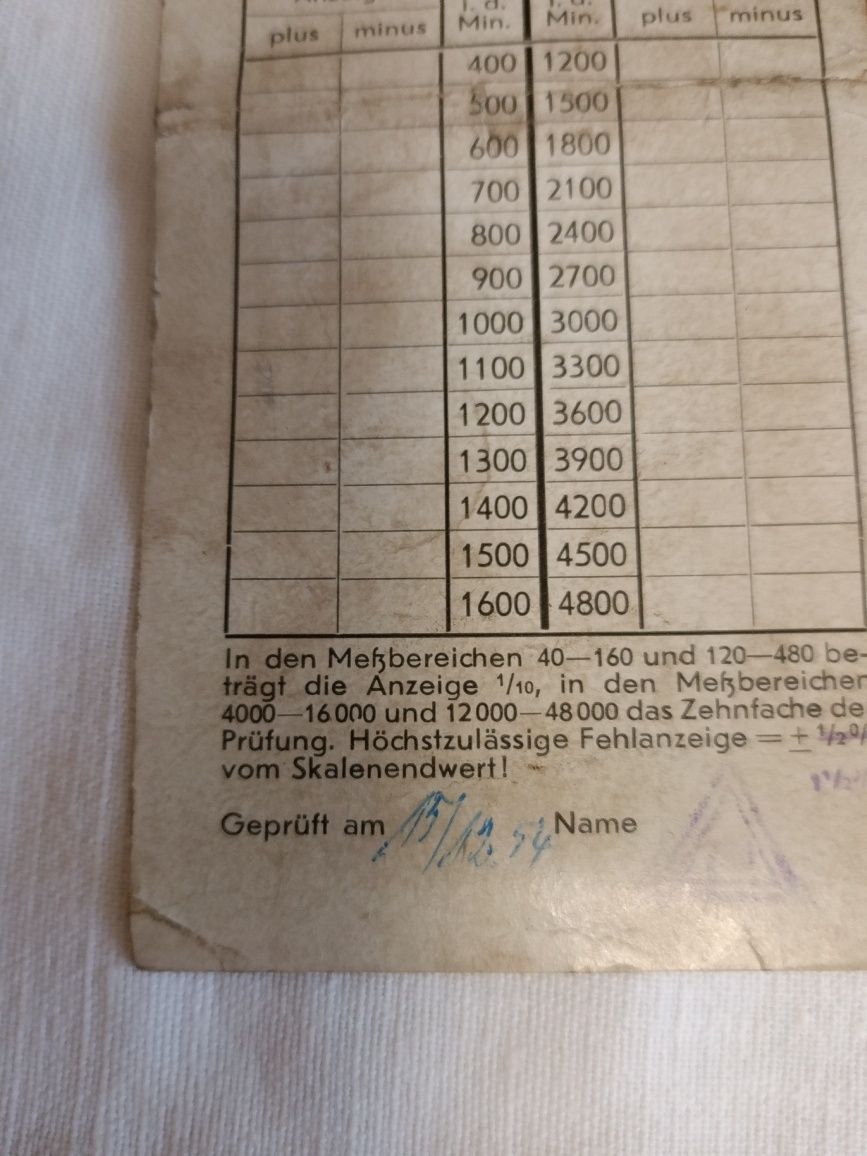 i. d. i. d.
plus minus Min. Min. plus minus
400 1200
500 1500
600 1800
700 2100
800 2400
900 2700
1000 3000
1100 3300
1200 3600
1300 3900
1400 4200
1500 4500
1600 4800
In den Meßbereichen 40—160 und 120—480 be-
trägt die Anzeige 1/10, in den Meßbereichen
4000—16000 und 12000—48000 das Zehnfache de
Prüfung. Höchstzulässige Fehlanzeige = ± 1/2 %
vom Skalenendwert!
Geprüft am 15/12.54 Name